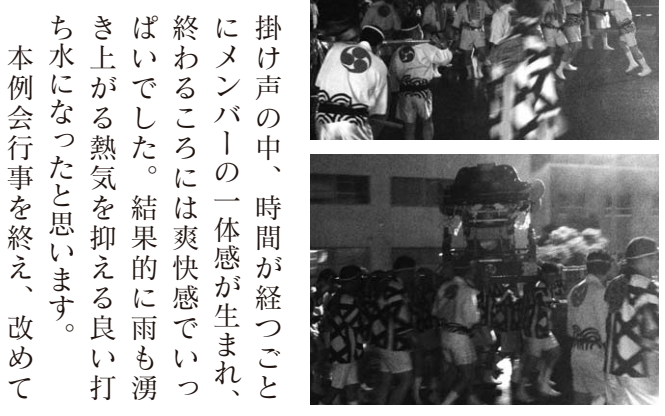 掛け声の中、時間が経つごと
にメンバーの一体感が生まれ、
終わるころには爽快感でいっ
ぱいでした。結果的に雨も湧
き上がる熱気を抑える良い打
ち水になったと思います。
本例会行事を終え、改めて